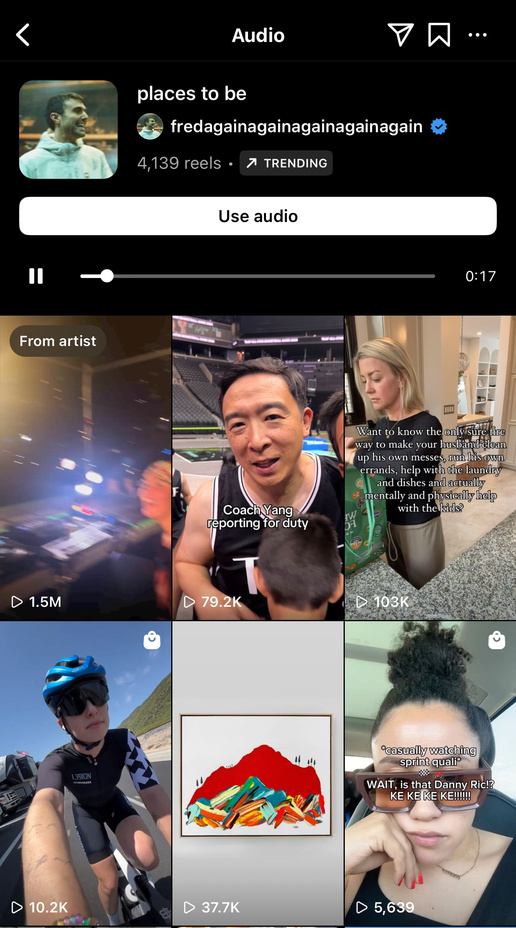 Audio
places to be
fredagainagainagainagainagain
4,139 reels • TRENDING
Use audio
0:17
From artist
Coach Yang
reporting for duty
Want to know the only sure fire
way to make your husband clean
up his own messes, run his own
errands, help with the laundry
and dishes and actually
mentally and physically help
with the kids?
1.5M
79.2K
103K
*casually watching
sprint quali*
WAIT, is that Danny Ric!?
KE KE KE KE!!!!!!
10.2K
37.7K
5,639